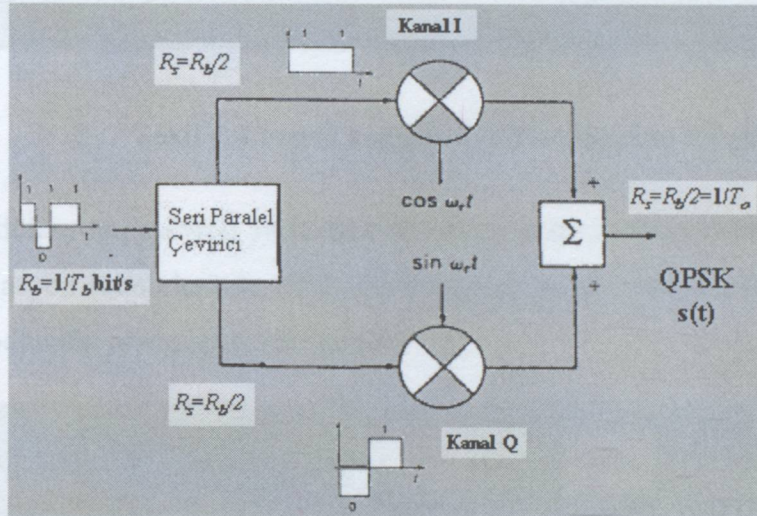 Kanal I
1 1
t
R_s=R_b/2
cos ω_c t
1 1 1
t
0
R_b=1/T_b bit/s
Seri Paralel
Çevirici
+
Σ
+
R_s=R_b/2=1/T_o
QPSK
s(t)
sin ω_c t
R_s=R_b/2
Kanal Q
1
t
0